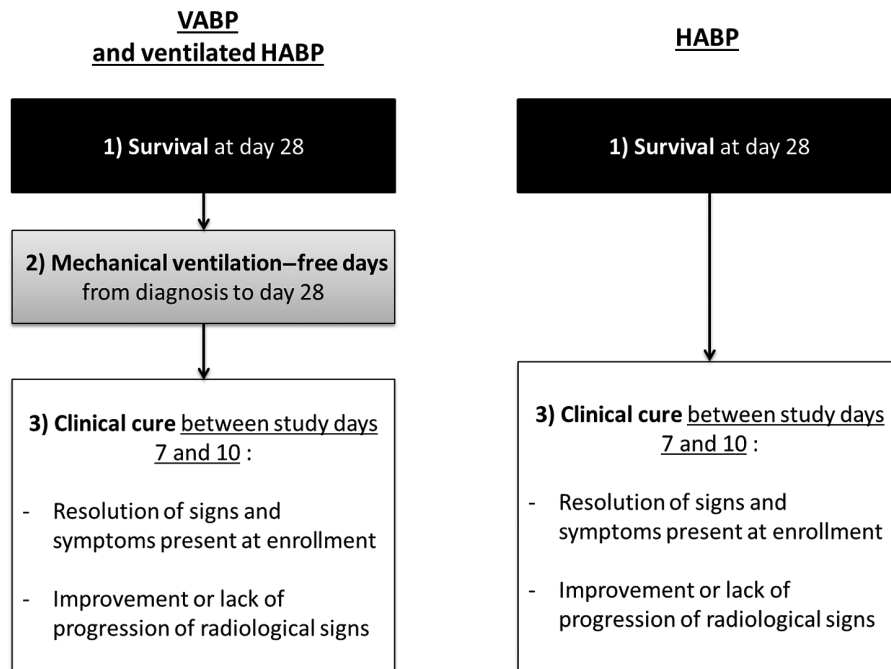 VABP
and ventilated HABP
1) Survival at day 28
2) Mechanical ventilation–free days
from diagnosis to day 28
3) Clinical cure between study days
7 and 10 :
- Resolution of signs and
symptoms present at enrollment
- Improvement or lack of
progression of radiological signs
HABP
1) Survival at day 28
3) Clinical cure between study days
7 and 10 :
- Resolution of signs and
symptoms present at enrollment
- Improvement or lack of
progression of radiological signs